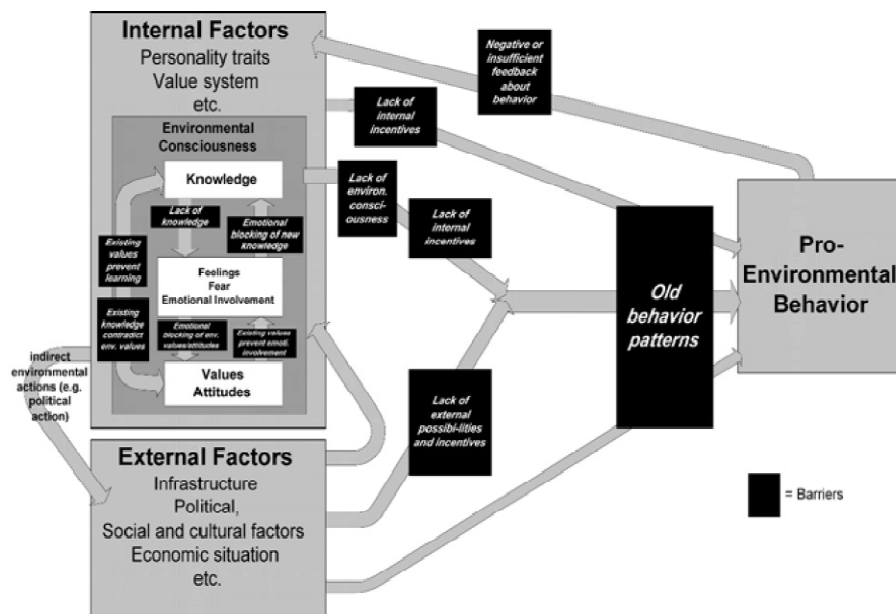 Internal Factors
Personality traits
Value system
etc.
Environmental
Consciousness
Knowledge
Lack of
knowledge
Emotional
blocking of new
knowledge
Existing
values
prevent
learning
Feelings
Fear
Emotional Involvement
Existing
knowledge
contradict
env. values
Emotional
blocking of env.
values/attitudes
Existing values
prevent emoti.
involvement
Values
Attitudes
indirect
environmental
actions (e.g.
political
action)
External Factors
Infrastructure
Political,
Social and cultural factors
Economic situation
etc.
Negative or
insufficient
feedback
about
behavior
Lack of
internal
incentives
Lack of
environ.
consci-
ousness
Lack of
internal
incentives
Lack of
external
possibi-lities
and incentives
Old
behavior
patterns
Pro-
Environmental
Behavior
= Barriers